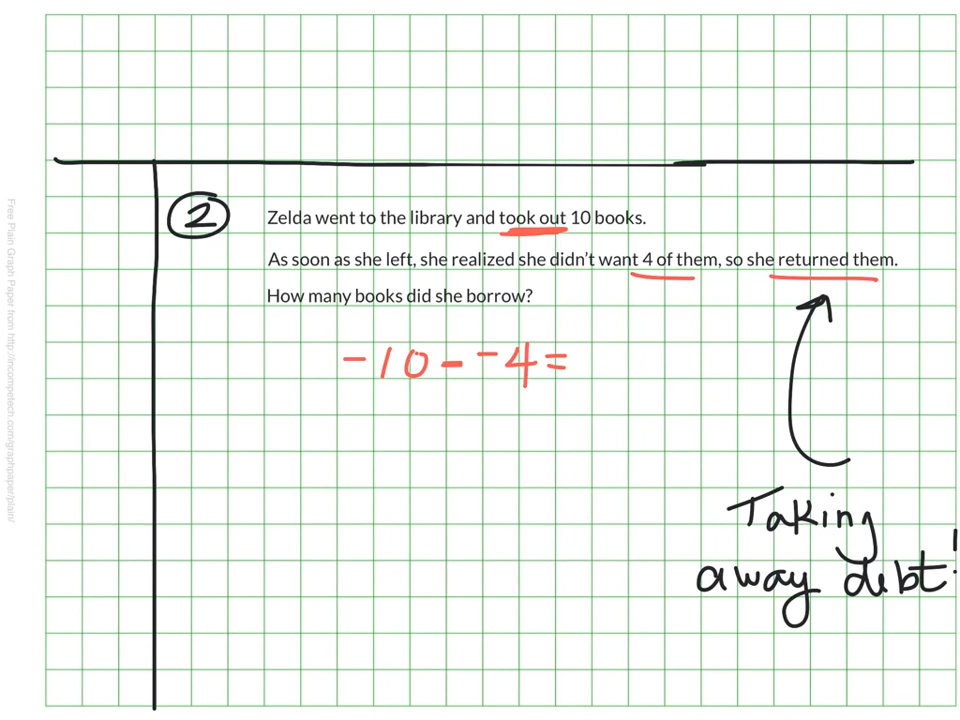 2
Zelda went to the library and took out 10 books.
As soon as she left, she realized she didn't want 4 of them, so she returned them.
How many books did she borrow?
-10 - -4 =
Taking
away debt!
Free Plain Graph Paper from http://incompetech.com/graphpaper/plain/